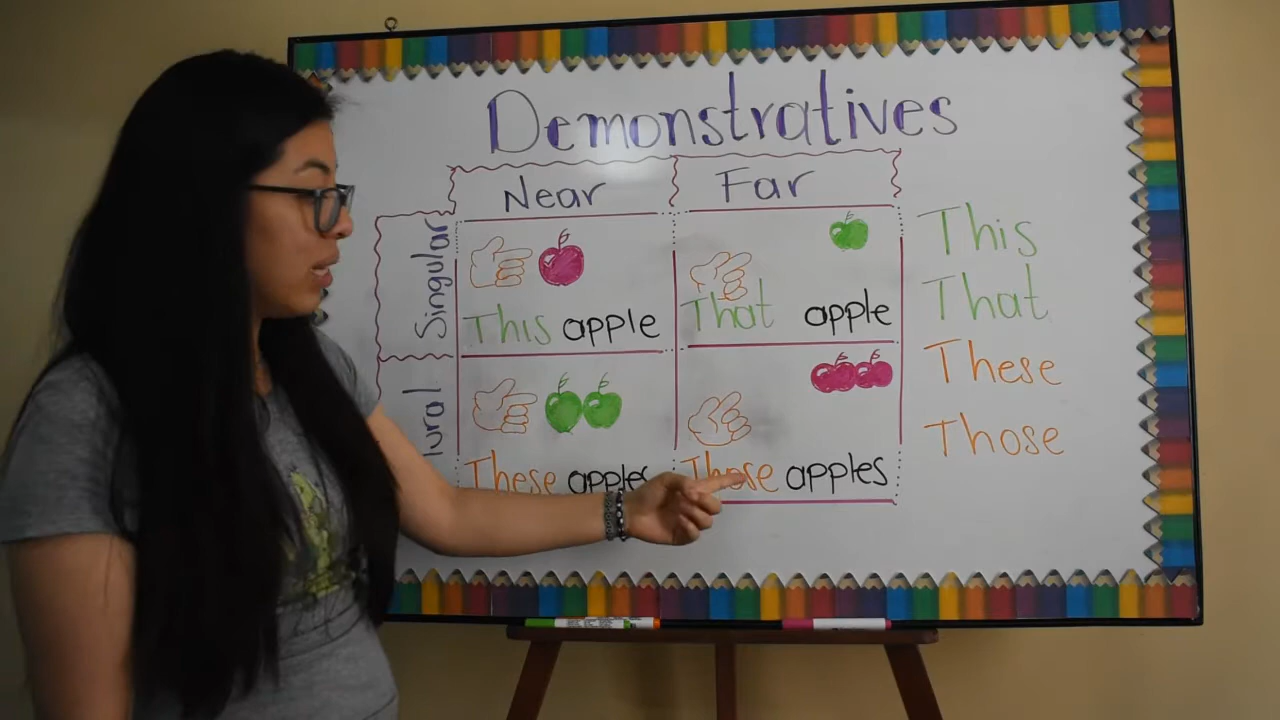 Demonstratives
Near Far
Singular
This apple That apple
lural
These apples Those apples
This
That
These
Those